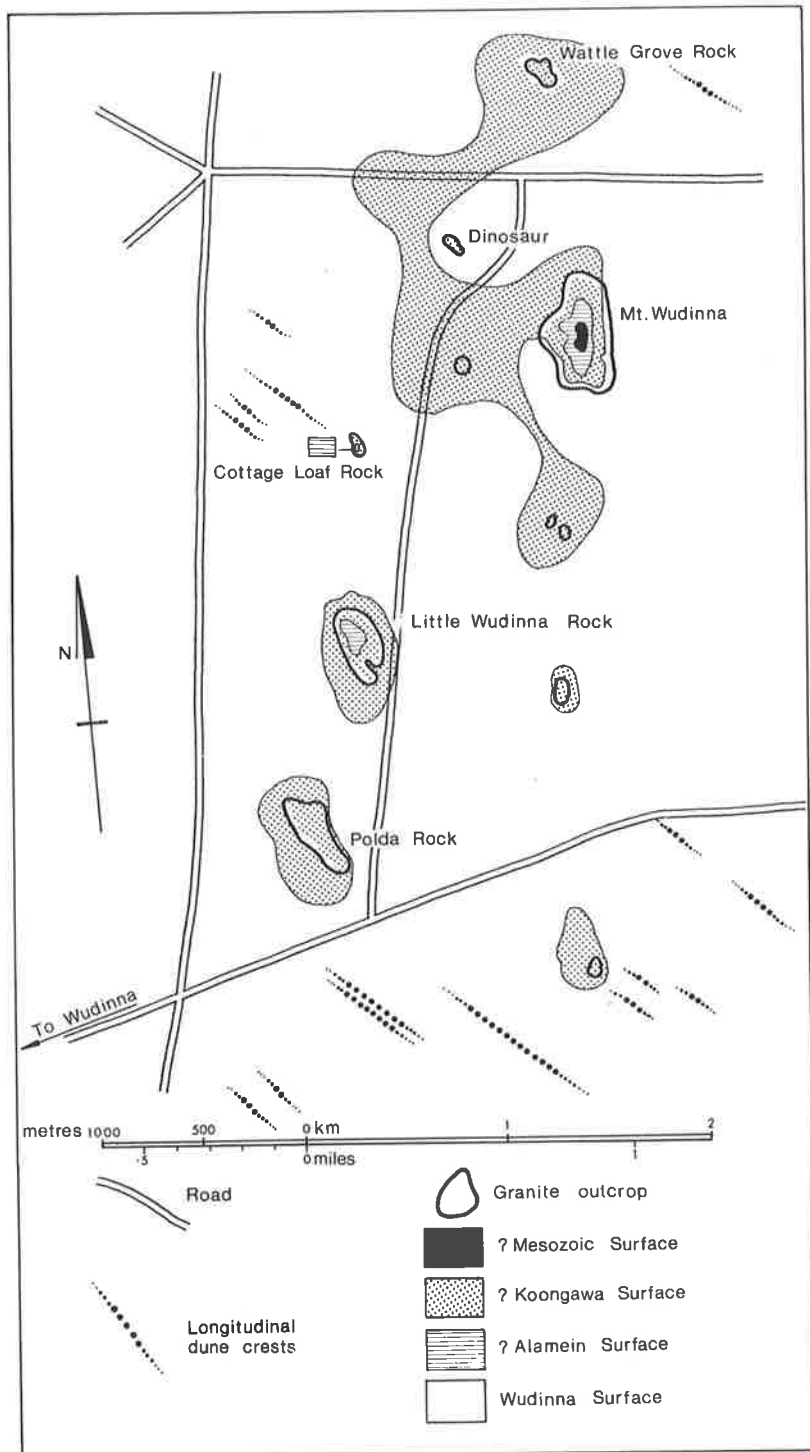 Wattle Grove Rock
Dinosaur
Mt. Wudinna
Cottage Loaf Rock
Little Wudinna Rock
N
Polda Rock
To Wudinna
metres 1000 500 0 km 1 2
·5 0 miles 1
Road
Longitudinal
dune crests
Granite outcrop
? Mesozoic Surface
? Koongawa Surface
? Alamein Surface
Wudinna Surface